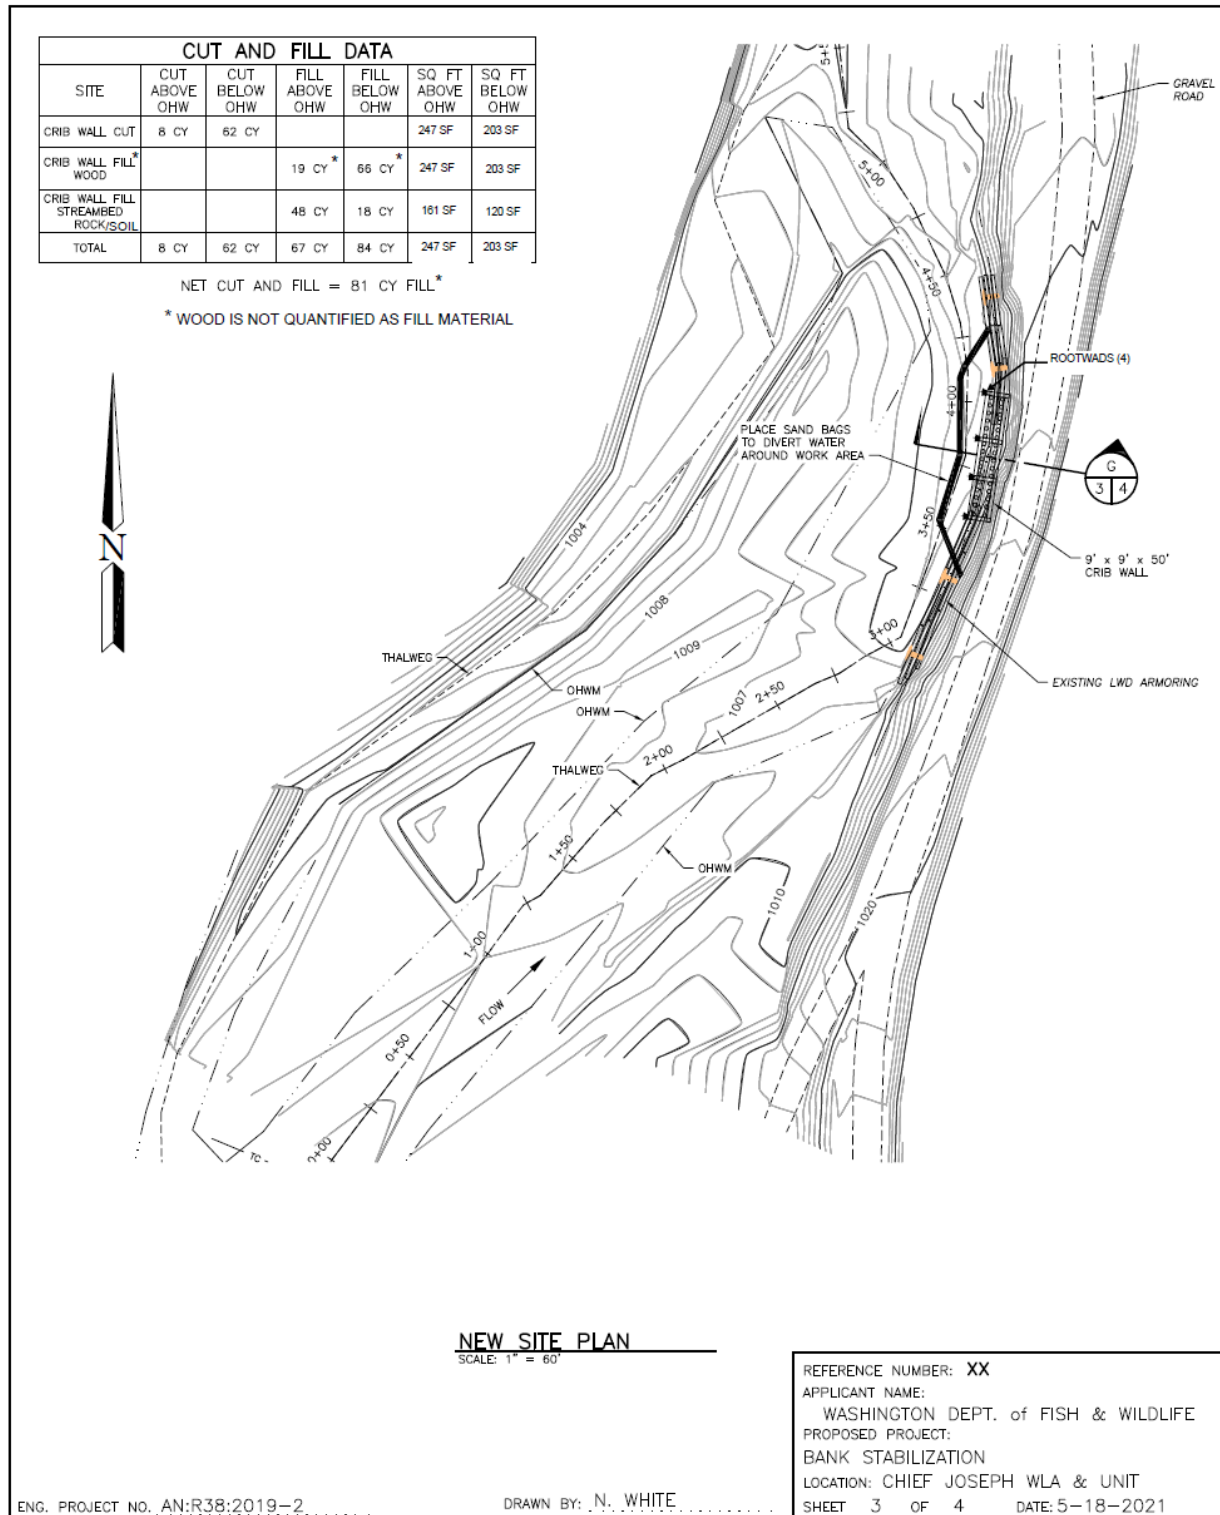 CUT AND FILL DATA
SITE
CUT ABOVE OHW
CUT BELOW OHW
FILL ABOVE OHW
FILL BELOW OHW
SQ FT ABOVE OHW
SQ FT BELOW OHW
CRIB WALL CUT 8 CY 62 CY 247 SF 203 SF
CRIB WALL FILL* WOOD 19 CY* 66 CY* 247 SF 203 SF
CRIB WALL FILL STREAMBED ROCK/SOIL 48 CY 18 CY 161 SF 120 SF
TOTAL 8 CY 62 CY 67 CY 84 CY 247 SF 203 SF
NET CUT AND FILL = 81 CY FILL*
* WOOD IS NOT QUANTIFIED AS FILL MATERIAL
N
GRAVEL
ROAD
5+00
4+50
ROOTWADS (4)
4+00
PLACE SAND BAGS
TO DIVERT WATER
AROUND WORK AREA
G
3 4
3+50
9' x 9' x 50'
CRIB WALL
1004
1008
3+00
1009
THALWEG
EXISTING LWD ARMORING
OHWM
OHWM
1007
2+50
2+00
THALWEG
1+50
OHWM
1010
1020
1+00
FLOW
0+50
0+00
NEW SITE PLAN
SCALE: 1" = 60'
REFERENCE NUMBER: XX
APPLICANT NAME:
WASHINGTON DEPT. of FISH & WILDLIFE
PROPOSED PROJECT:
BANK STABILIZATION
LOCATION: CHIEF JOSEPH WLA & UNIT
SHEET 3 OF 4 DATE: 5-18-2021
ENG. PROJECT NO. AN:R38:2019-2
DRAWN BY: N. WHITE